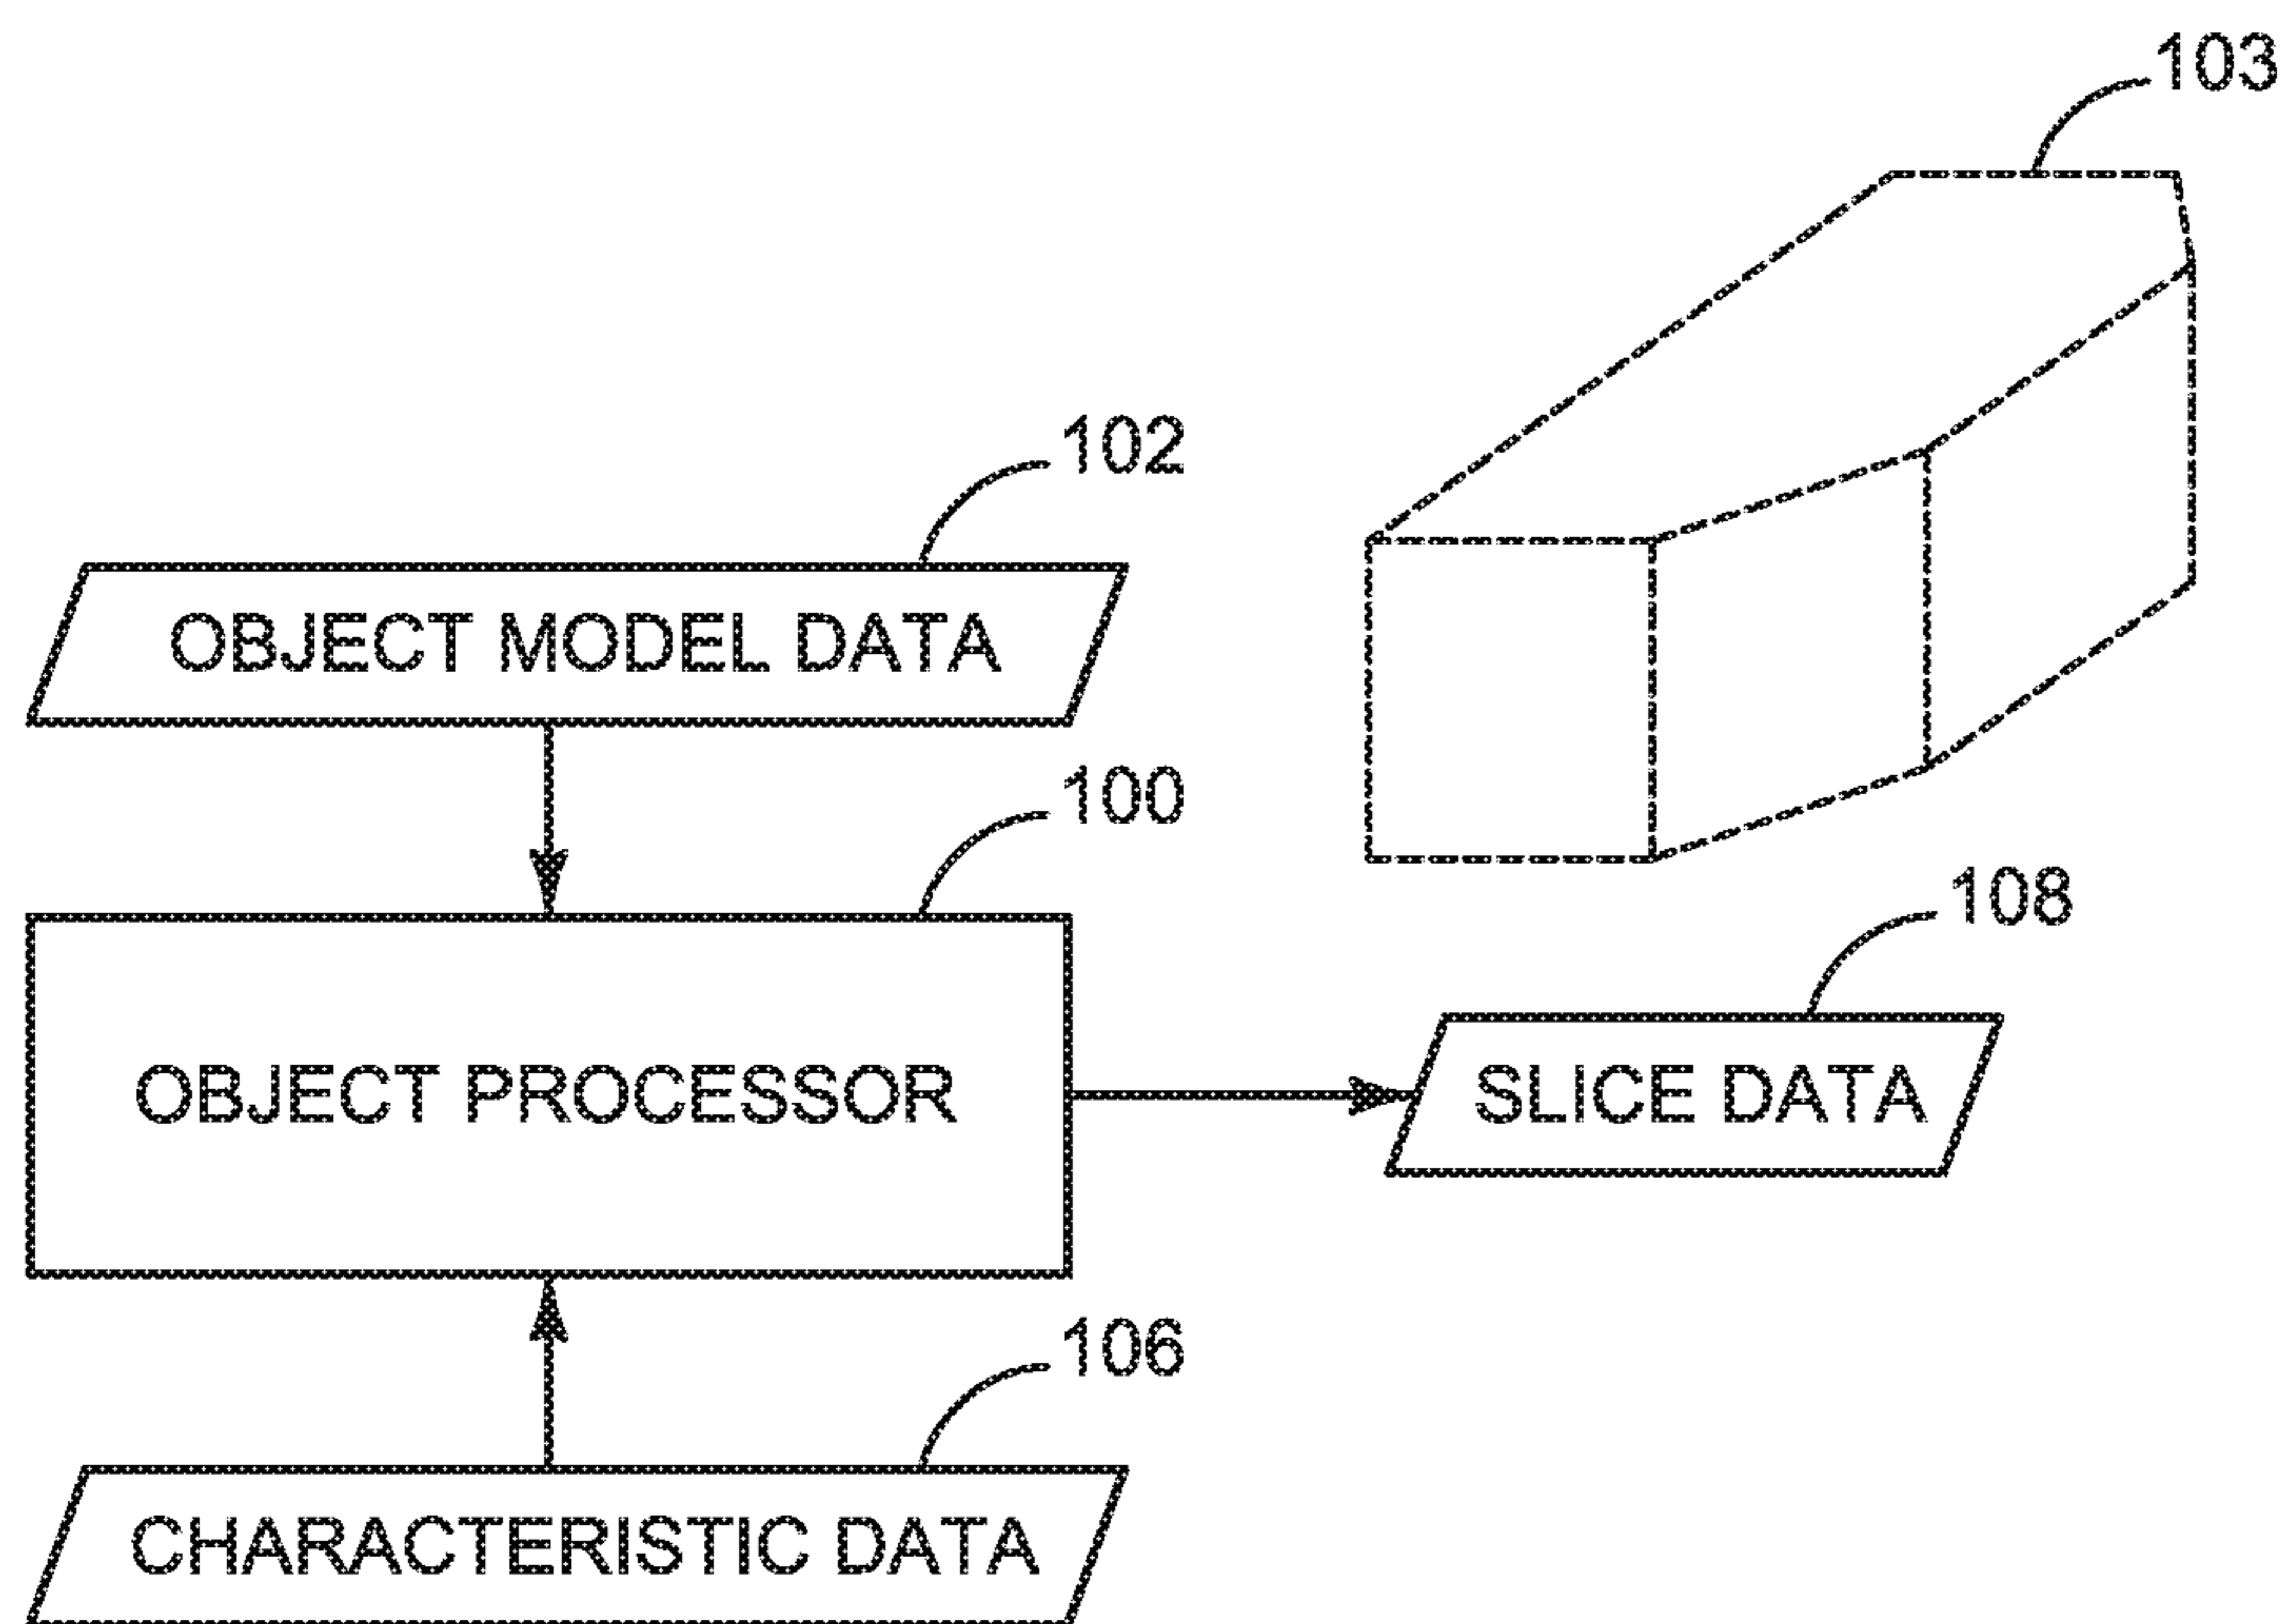 103
102
OBJECT MODEL DATA
100
108
OBJECT PROCESSOR
SLICE DATA
106
CHARACTERISTIC DATA